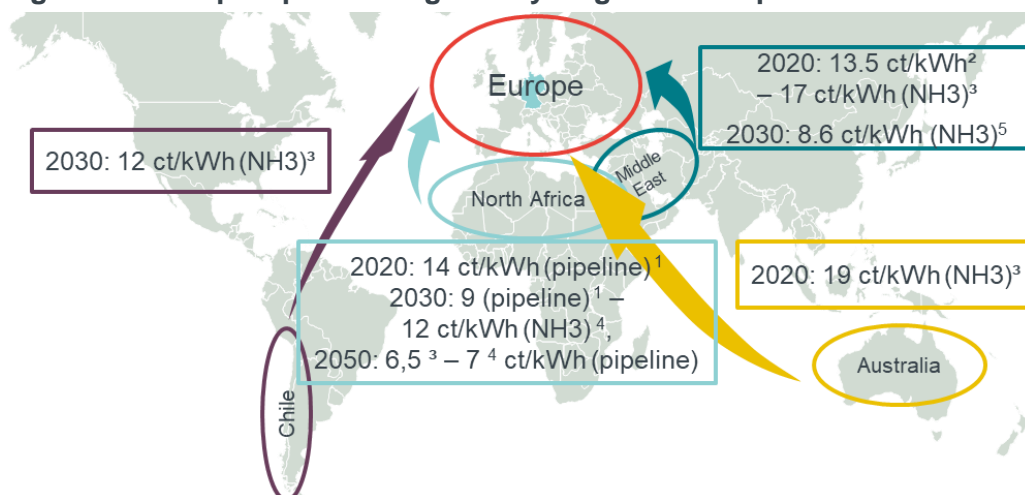 Europe
2020: 13.5 ct/kWh²
– 17 ct/kWh (NH3)³
2030: 8.6 ct/kWh (NH3)⁵
2030: 12 ct/kWh (NH3)³
Middle
East
North Africa
2020: 14 ct/kWh (pipeline)¹
2030: 9 (pipeline)¹ –
12 ct/kWh (NH3) ⁴,
2050: 6,5 ³ – 7 ⁴ ct/kWh (pipeline)
2020: 19 ct/kWh (NH3)³
Australia
Chile